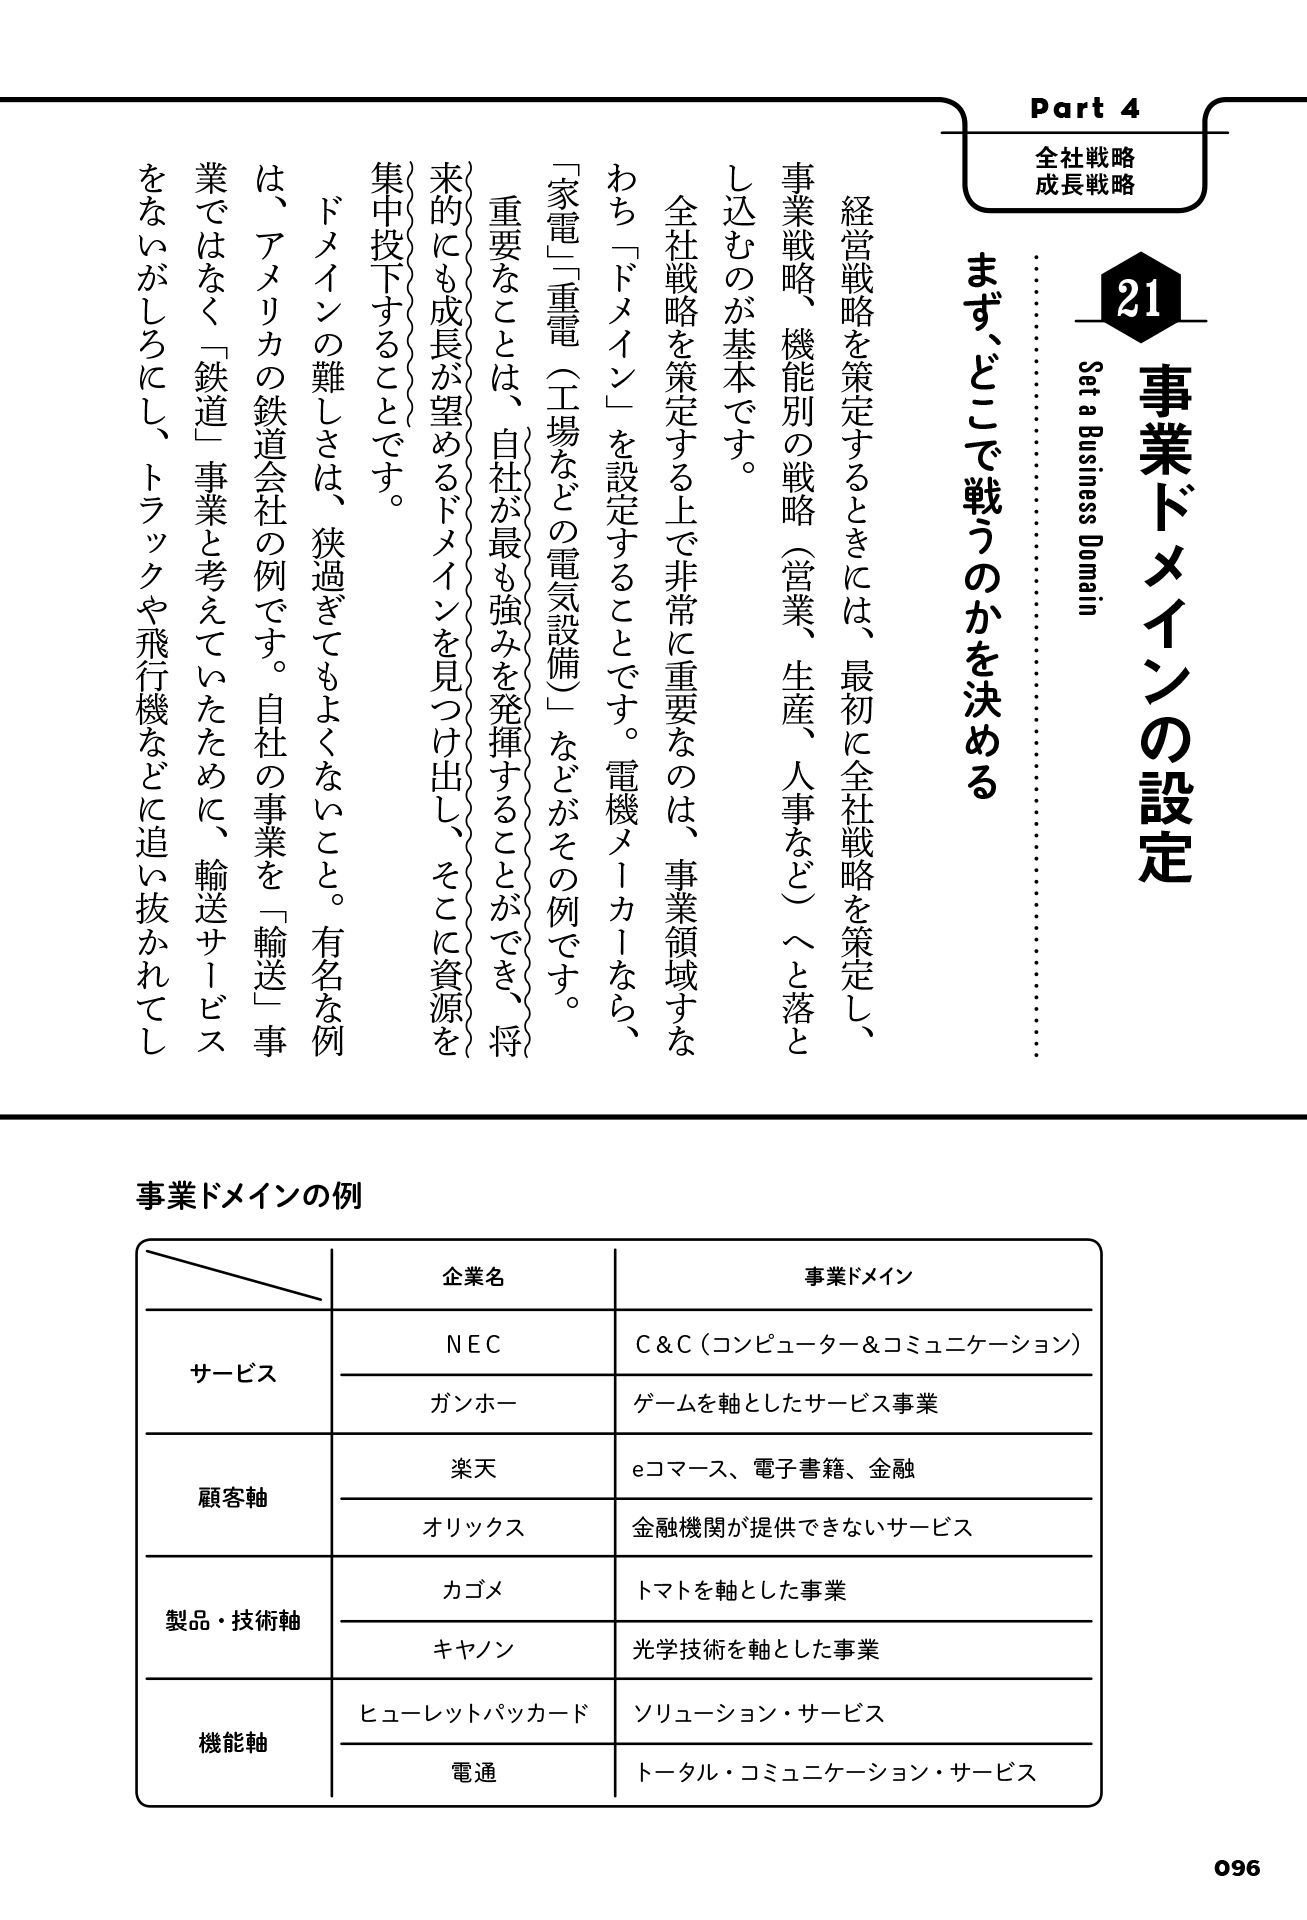 Part 4
全社戦略
成長戦略
21
事業ドメインの設定
Set a Business Domain
まず、どこで戦うのかを決める
経営戦略を策定するときには、最初に全社戦略を策定し、
事業戦略、機能別の戦略（営業、生産、人事など）へと落と
し込むのが基本です。
全社戦略を策定する上で非常に重要なのは、事業領域すな
わち「ドメイン」を設定することです。電機メーカーなら、
「家電」「重電（工場などの電気設備）」などがその例です。
重要なことは、自社が最も強みを発揮することができ、将
来的にも成長が望めるドメインを見つけ出し、そこに資源を
集中投下することです。
ドメインの難しさは、狭過ぎてもよくないこと。有名な例
は、アメリカの鉄道会社の例です。自社の事業を「輸送」事
業ではなく「鉄道」事業と考えていたために、輸送サービス
をないがしろにし、トラックや飛行機などに追い抜かれてし
事業ドメインの例
企業名 事業ドメイン
サービス
NEC C&C（コンピューター＆コミュニケーション）
ガンホー ゲームを軸としたサービス事業
顧客軸
楽天 eコマース、電子書籍、金融
オリックス 金融機関が提供できないサービス
製品・技術軸
カゴメ トマトを軸とした事業
キヤノン 光学技術を軸とした事業
機能軸
ヒューレットパッカード ソリューション・サービス
電通 トータル・コミュニケーション・サービス
096